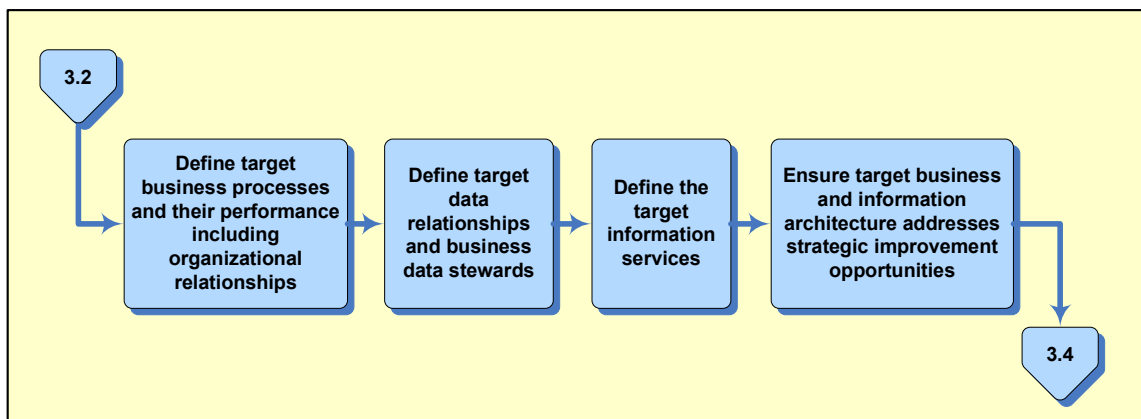 3.2
Define target
business processes
and their performance
including
organizational
relationships
Define target
data
relationships
and business
data stewards
Define the
target
information
services
Ensure target business
and information
architecture addresses
strategic improvement
opportunities
3.4